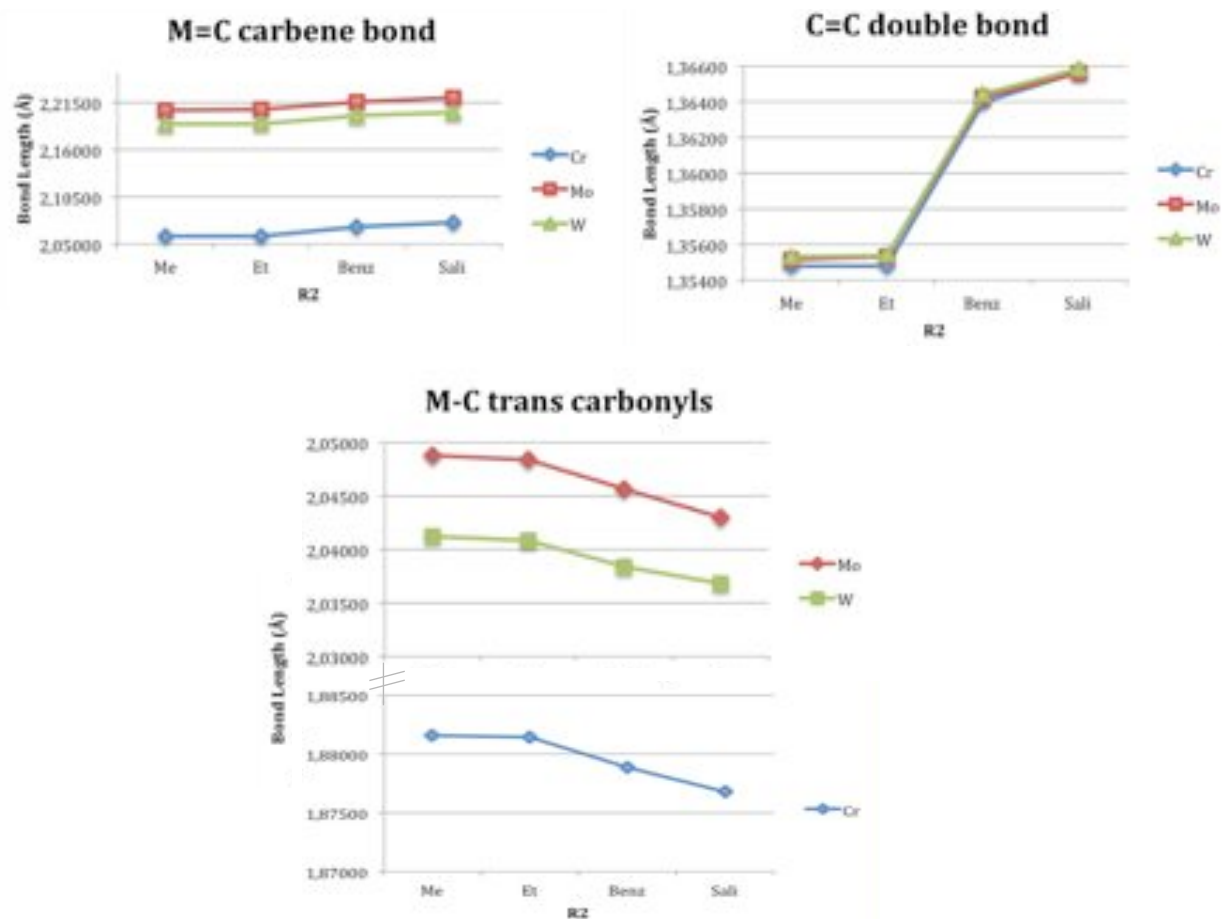 M=C carbene bond
Bond Length (Å)
2,21500
2,16000
2,10500
2,05000
Me Et Benz Sali
R2
Cr
Mo
W
C=C double bond
Bond Length (Å)
1,36600
1,36400
1,36200
1,36000
1,35800
1,35600
1,35400
Me Et Benz Sali
R2
Cr
Mo
W
M-C trans carbonyls
Bond Length (Å)
2,05000
2,04500
2,04000
2,03500
2,03000
1,88500
1,88000
1,87500
1,87000
Me Et Benz Sali
R2
Mo
W
Cr